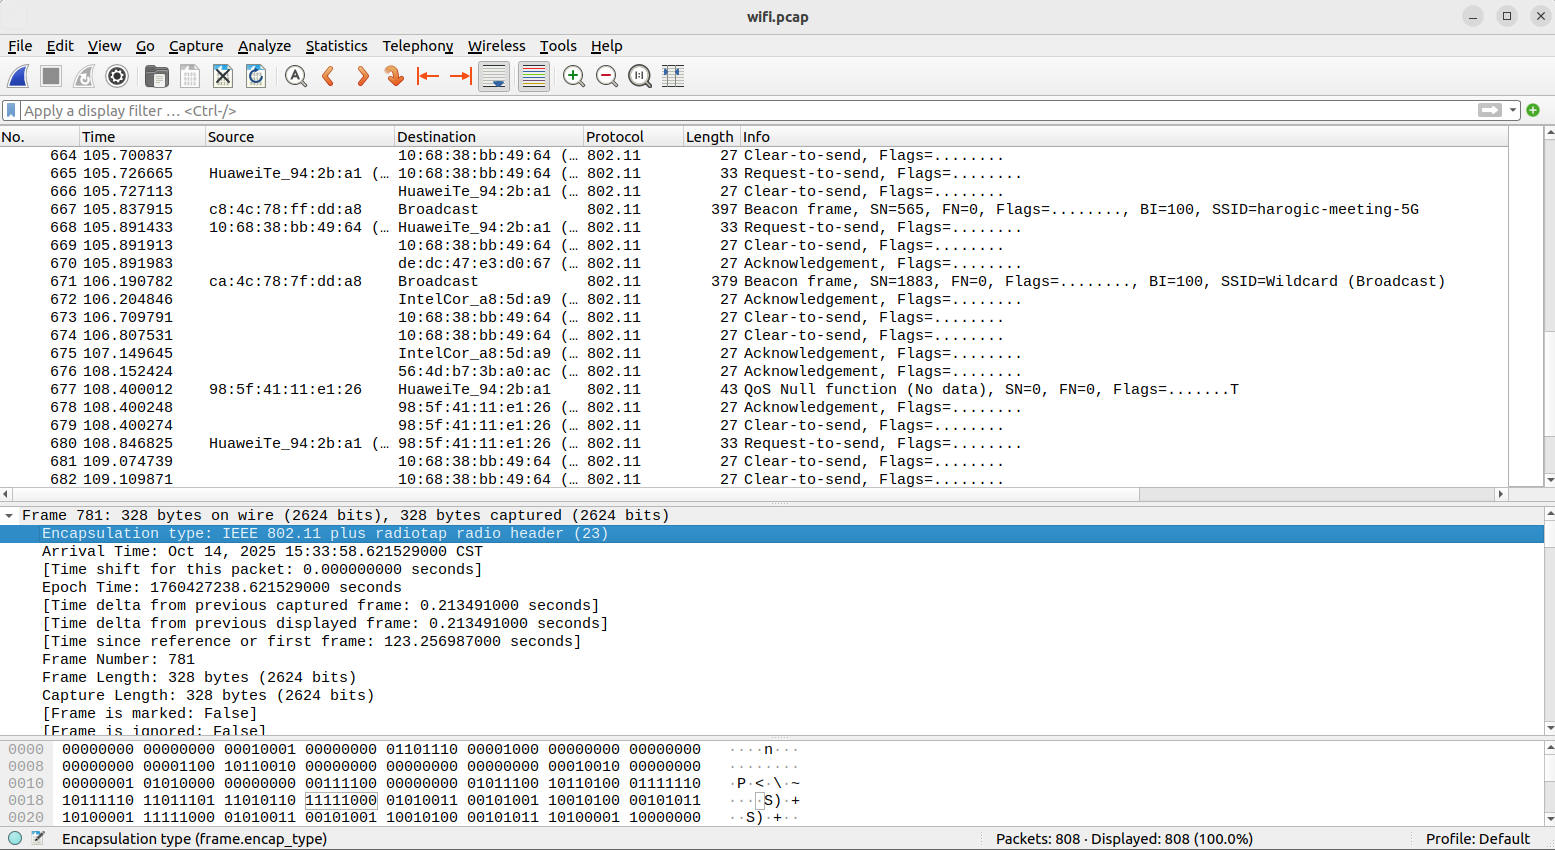 wifi.pcap
File Edit View Go Capture Analyze Statistics Telephony Wireless Tools Help
Apply a display filter … <Ctrl-/>
No. Time Source Destination Protocol Length Info
664 105.700837 10:68:38:bb:49:64 (… 802.11 27 Clear-to-send, Flags=........
665 105.726665 HuaweiTe_94:2b:a1 (… 10:68:38:bb:49:64 (… 802.11 33 Request-to-send, Flags=........
666 105.727113 HuaweiTe_94:2b:a1 (… 802.11 27 Clear-to-send, Flags=........
667 105.837915 c8:4c:78:ff:dd:a8 Broadcast 802.11 397 Beacon frame, SN=565, FN=0, Flags=........, BI=100, SSID=harogic-meeting-5G
668 105.891433 10:68:38:bb:49:64 (… HuaweiTe_94:2b:a1 (… 802.11 33 Request-to-send, Flags=........
669 105.891913 10:68:38:bb:49:64 (… 802.11 27 Clear-to-send, Flags=........
670 105.891983 de:dc:47:e3:d0:67 (… 802.11 27 Acknowledgement, Flags=........
671 106.190782 ca:4c:78:7f:dd:a8 Broadcast 802.11 379 Beacon frame, SN=1883, FN=0, Flags=........, BI=100, SSID=Wildcard (Broadcast)
672 106.204846 IntelCor_a8:5d:a9 (… 802.11 27 Acknowledgement, Flags=........
673 106.709791 10:68:38:bb:49:64 (… 802.11 27 Clear-to-send, Flags=........
674 106.807531 10:68:38:bb:49:64 (… 802.11 27 Clear-to-send, Flags=........
675 107.149645 IntelCor_a8:5d:a9 (… 802.11 27 Acknowledgement, Flags=........
676 108.152424 56:4d:b7:3b:a0:ac (… 802.11 27 Acknowledgement, Flags=........
677 108.400012 98:5f:41:11:e1:26 HuaweiTe_94:2b:a1 802.11 43 QoS Null function (No data), SN=0, FN=0, Flags=.......T
678 108.400248 98:5f:41:11:e1:26 (… 802.11 27 Acknowledgement, Flags=........
679 108.400274 98:5f:41:11:e1:26 (… 802.11 27 Clear-to-send, Flags=........
680 108.846825 HuaweiTe_94:2b:a1 (… 98:5f:41:11:e1:26 (… 802.11 33 Request-to-send, Flags=........
681 109.074739 10:68:38:bb:49:64 (… 802.11 27 Clear-to-send, Flags=........
682 109.109871 10:68:38:bb:49:64 (… 802.11 27 Clear-to-send, Flags=........
Frame 781: 328 bytes on wire (2624 bits), 328 bytes captured (2624 bits)
Encapsulation type: IEEE 802.11 plus radiotap radio header (23)
Arrival Time: Oct 14, 2025 15:33:58.621529000 CST
[Time shift for this packet: 0.000000000 seconds]
Epoch Time: 1760427238.621529000 seconds
[Time delta from previous captured frame: 0.213491000 seconds]
[Time delta from previous displayed frame: 0.213491000 seconds]
[Time since reference or first frame: 123.256987000 seconds]
Frame Number: 781
Frame Length: 328 bytes (2624 bits)
Capture Length: 328 bytes (2624 bits)
[Frame is marked: False]
[Frame is ignored: False]
0000 00000000 00000000 00010001 00000000 01101110 00001000 00000000 00000000 ····n···
0008 00000000 00001100 10110010 00000000 00000000 00000000 00010010 00000000 ········
0010 00000001 01010000 00000000 00111100 00000000 01011100 10110100 01111110 ·P·<·\·~
0018 10111110 11011101 11010110 11111000 01010011 00101001 10010100 00101011 ····S)·+
0020 10100001 11111000 01010011 00101001 10010100 00101011 10100001 10000000 ··S)·+··
Encapsulation type (frame.encap_type) Packets: 808 · Displayed: 808 (100.0%) Profile: Default